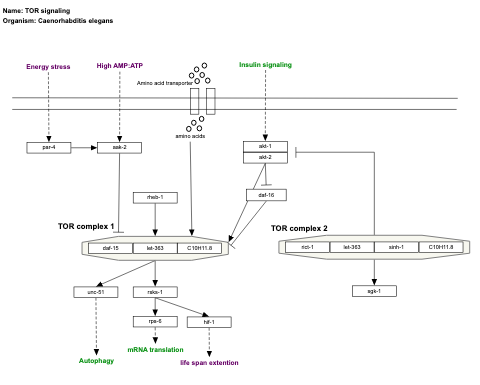 Name: TOR signaling
Organism: Caenorhabditis elegans
Energy stress
High AMP:ATP
Insulin signaling
Amino acid transporter
amino acids
par-4
aak-2
akt-1
akt-2
daf-16
rheb-1
TOR complex 1
TOR complex 2
daf-15
let-363
C10H11.8
rict-1
let-363
sinh-1
C10H11.8
unc-51
rsks-1
sgk-1
rps-6
hif-1
Autophagy
mRNA translation
life span extention